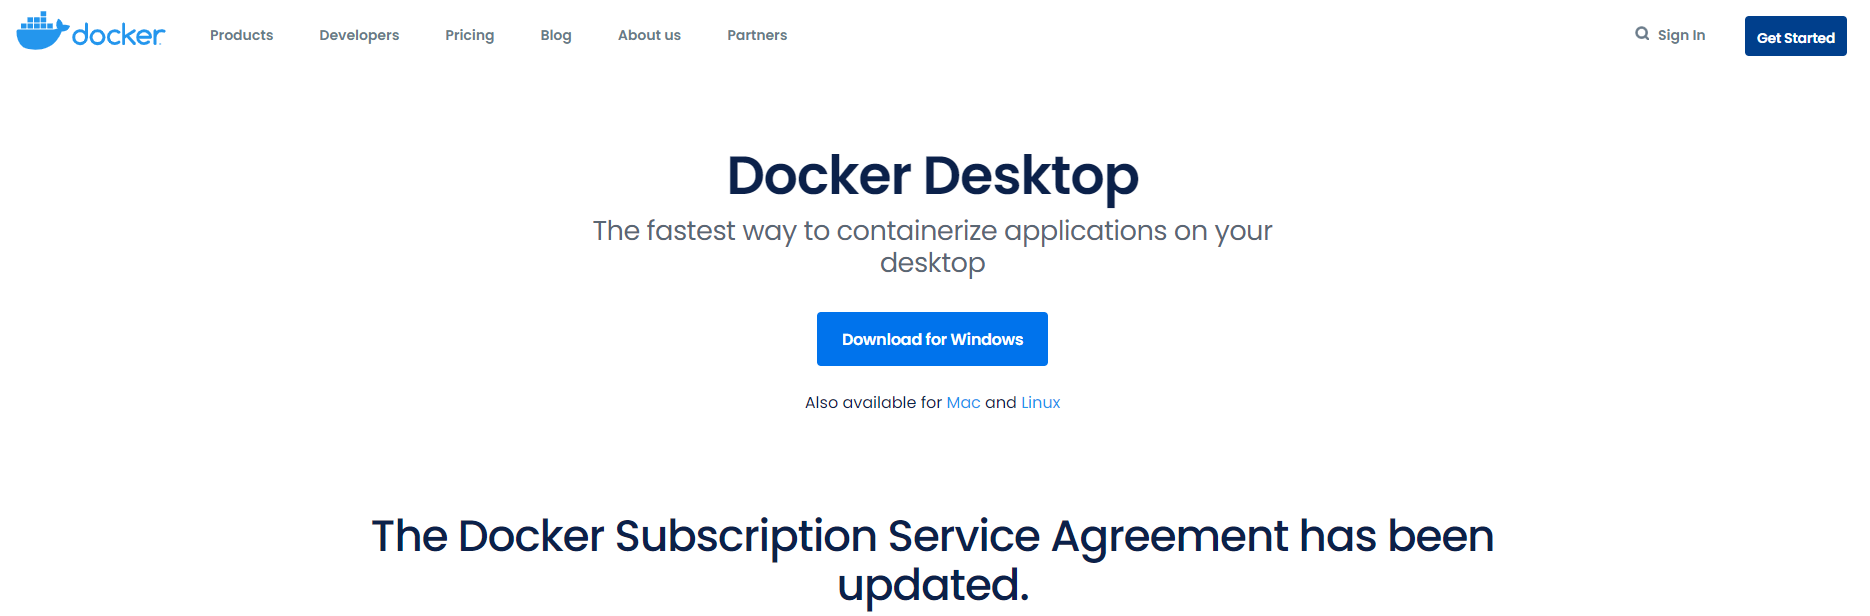 docker
Products Developers Pricing Blog About us Partners Sign In Get Started
Docker Desktop
The fastest way to containerize applications on your
desktop
Download for Windows
Also available for Mac and Linux
The Docker Subscription Service Agreement has been
updated.